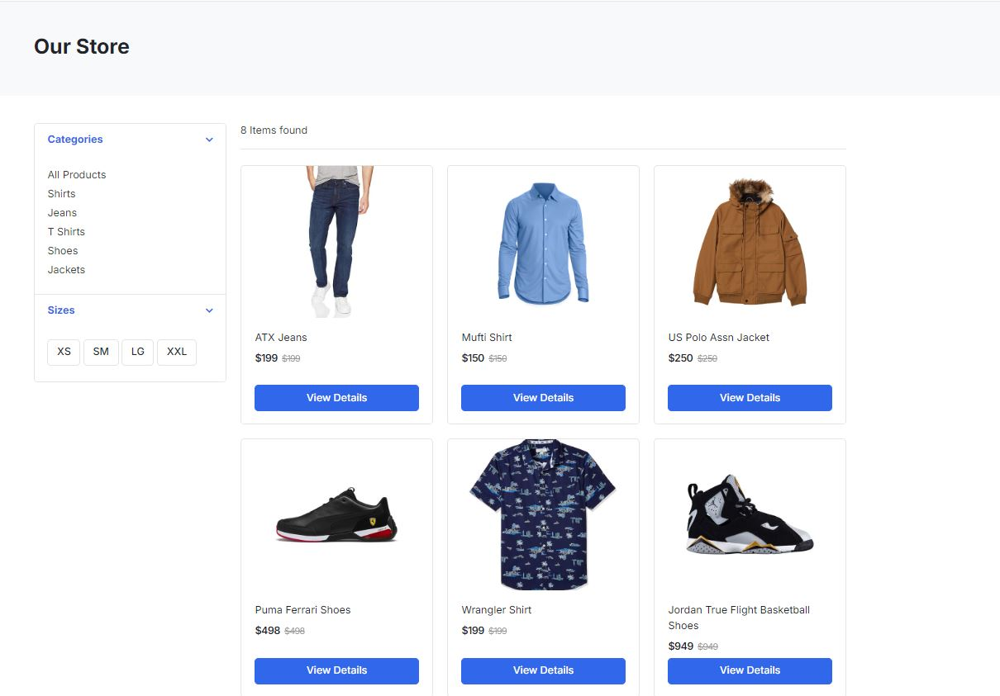 Our Store
Categories
All Products
Shirts
Jeans
T Shirts
Shoes
Jackets
Sizes
XS
SM
LG
XXL
8 Items found
ATX Jeans
$199 $199
View Details
Mufti Shirt
$150 $150
View Details
US Polo Assn Jacket
$250 $250
View Details
Puma Ferrari Shoes
$498 $498
View Details
Wrangler Shirt
$199 $199
View Details
Jordan True Flight Basketball
Shoes
$949 $949
View Details